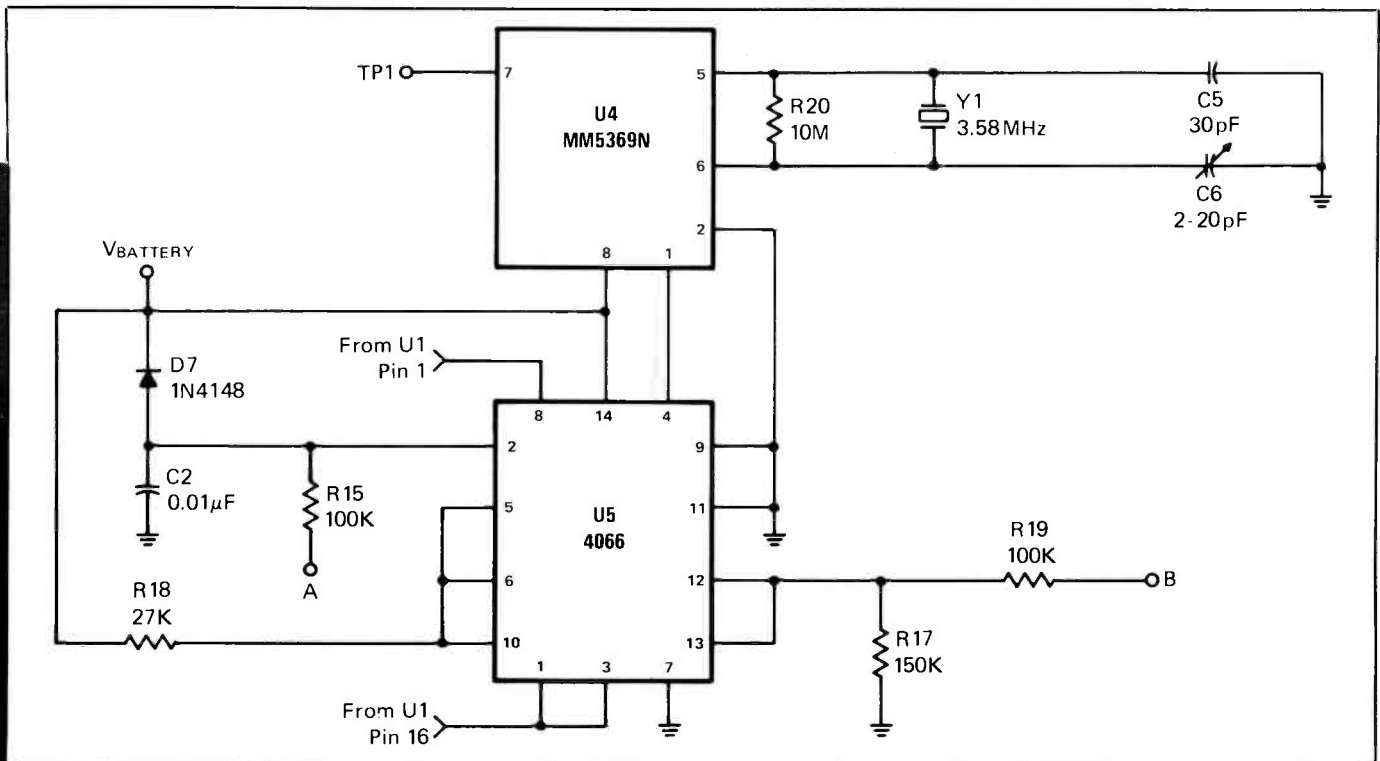 TP1
7
U4
MM5369N
5
6
2
8
1
R20
10M
Y1
3.58MHz
C5
30pF
C6
2-20pF
VBATTERY
D7
1N4148
From U1
Pin 1
C2
0.01μF
R15
100K
A
R18
27K
8
14
4
2
5
6
10
U5
4066
9
11
12
13
1
3
7
R19
100K
B
R17
150K
From U1
Pin 16